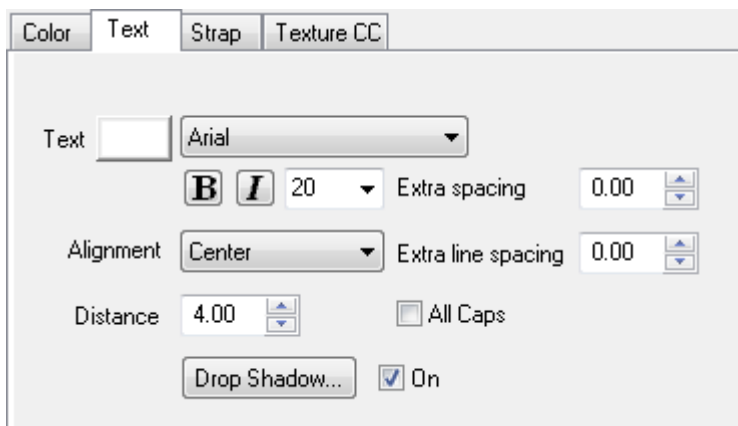 Color Text Strap Texture CC
Text Arial
B I 20 Extra spacing 0.00
Alignment Center Extra line spacing 0.00
Distance 4.00 All Caps
Drop Shadow... On